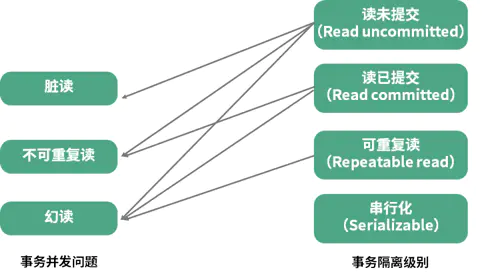 脏读
不可重复读
幻读
事务并发问题
读未提交
（Read uncommitted）
读已提交
（Read committed）
可重复读
（Repeatable read）
串行化
（Serializable）
事务隔离级别